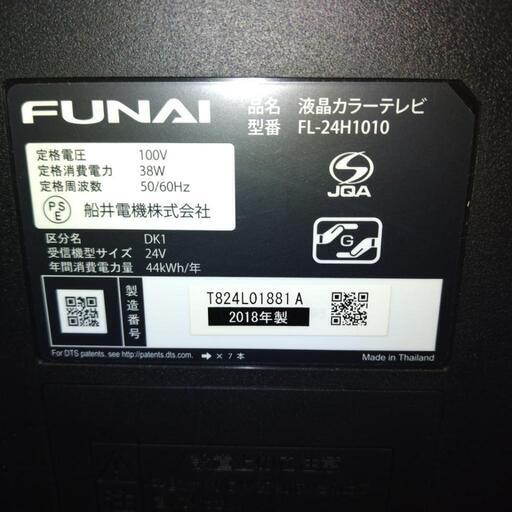 FUNAI
品名 液晶カラーテレビ
型番 FL-24H1010
定格電圧 100V
定格消費電力 38W
定格周波数 50/60Hz
PSE 船井電機株式会社
JQA
G
区分名 DK1
受信機型サイズ 24V
年間消費電力量 44kWh/年
製造番号
T824L01881A
2018年製
For DTS patents, see http://patents.dts.com.
→ × 7 本
Made in Thailand